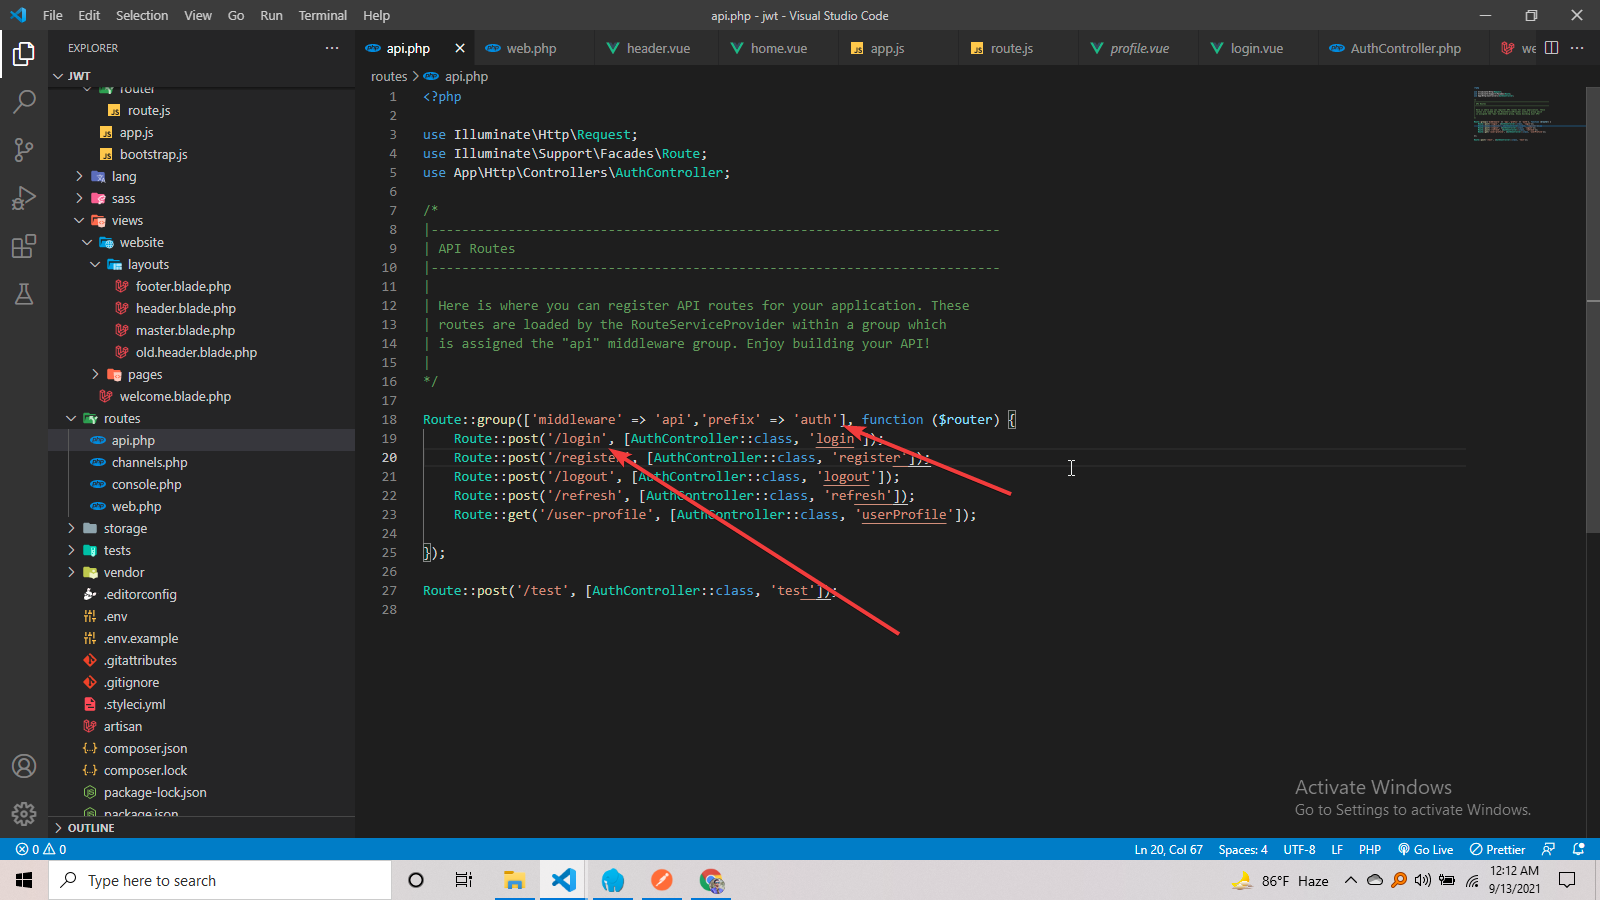 File Edit Selection View Go Run Terminal Help
api.php - jwt - Visual Studio Code
EXPLORER
JWT
router
route.js
app.js
bootstrap.js
lang
sass
views
website
layouts
footer.blade.php
header.blade.php
master.blade.php
old.header.blade.php
pages
welcome.blade.php
routes
api.php
channels.php
console.php
web.php
storage
tests
vendor
.editorconfig
.env
.env.example
.gitattributes
.gitignore
.styleci.yml
artisan
composer.json
composer.lock
package-lock.json
package.json
OUTLINE
api.php web.php header.vue home.vue app.js route.js profile.vue login.vue AuthController.php we
routes > api.php
1 <?php
2
3 use Illuminate\Http\Request;
4 use Illuminate\Support\Facades\Route;
5 use App\Http\Controllers\AuthController;
6
7 /*
8 |--------------------------------------------------------------------------
9 | API Routes
10 |--------------------------------------------------------------------------
11 |
12 | Here is where you can register API routes for your application. These
13 | routes are loaded by the RouteServiceProvider within a group which
14 | is assigned the "api" middleware group. Enjoy building your API!
15 |
16 */
17
18 Route::group(['middleware' => 'api','prefix' => 'auth'], function ($router) {
19 Route::post('/login', [AuthController::class, 'login']);
20 Route::post('/register', [AuthController::class, 'register']);
21 Route::post('/logout', [AuthController::class, 'logout']);
22 Route::post('/refresh', [AuthController::class, 'refresh']);
23 Route::get('/user-profile', [AuthController::class, 'userProfile']);
24
25 });
26
27 Route::post('/test', [AuthController::class, 'test']);
28
Activate Windows
Go to Settings to activate Windows.
0 0 Ln 20, Col 67 Spaces: 4 UTF-8 LF PHP Go Live Prettier
Type here to search
86°F Haze
12:12 AM
9/13/2021